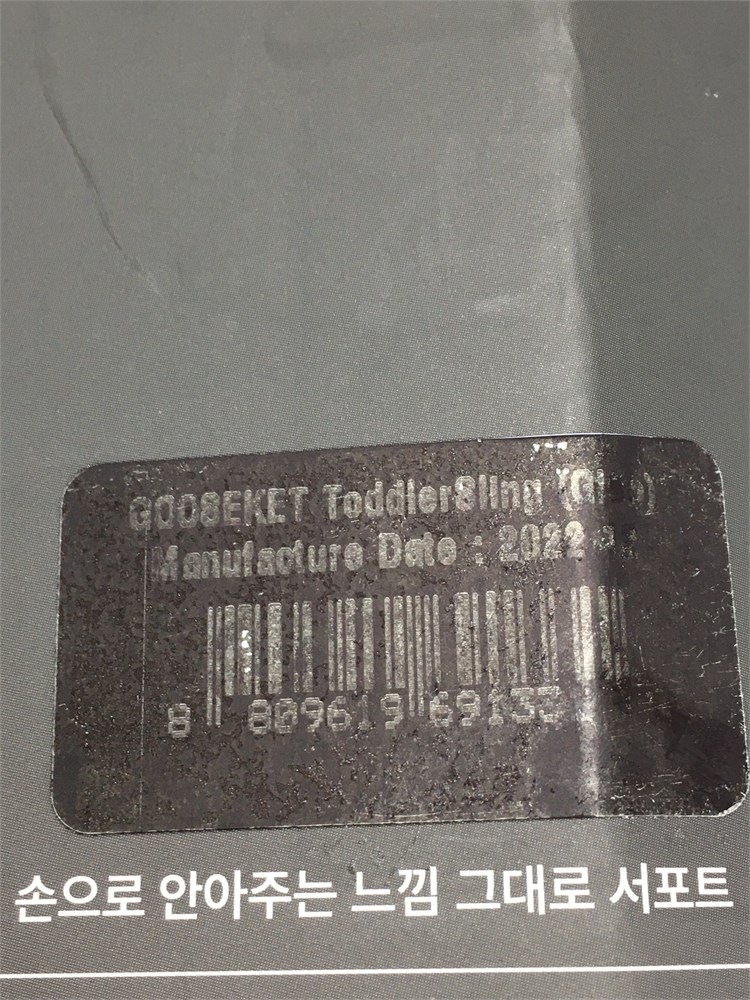 GOOSEKET ToddlerSling
Manufacture Date : 2022
8 809619 6913
손으로 안아주는 느낌 그대로 서포트